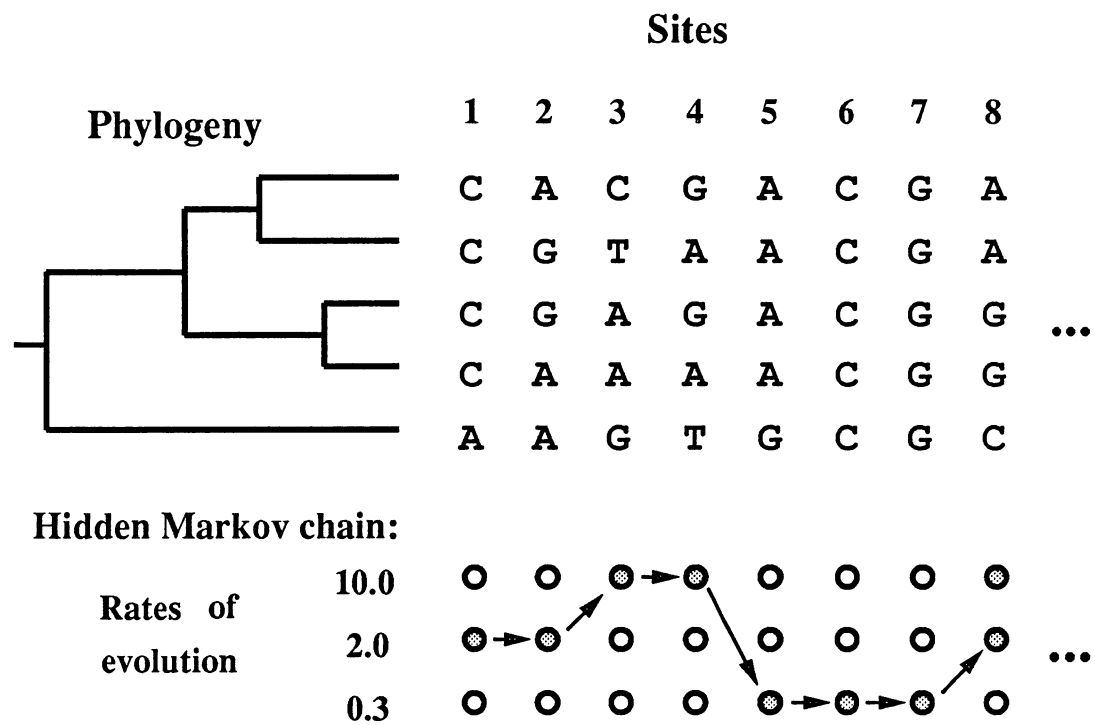 Sites
1 2 3 4 5 6 7 8
Phylogeny
C A C G A C G A
C G T A A C G A
C G A G A C G G
...
C A A A A C G G
A A G T G C G C
Hidden Markov chain:
10.0
Rates of
evolution
2.0
...
0.3